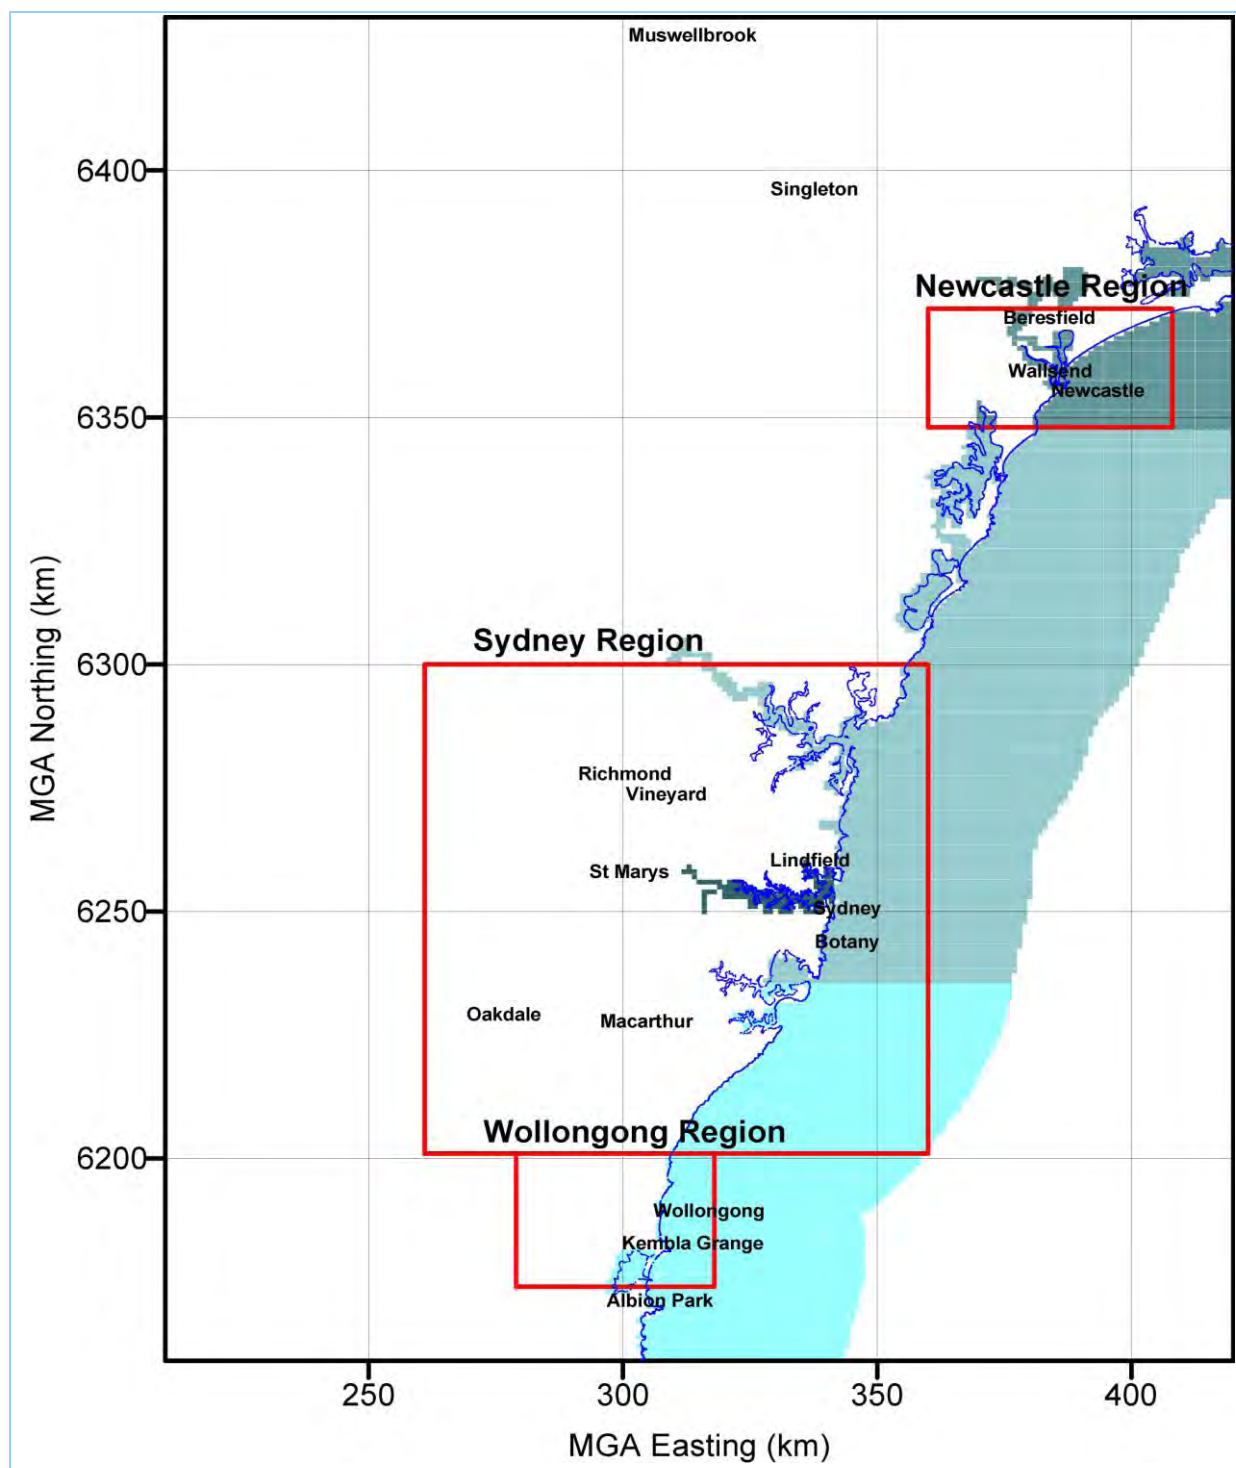 Muswellbrook
6400
Singleton
Newcastle Region
Beresfield
Wallsend
Newcastle
6350
MGA Northing (km)
Sydney Region
6300
Richmond
Vineyard
Lindfield
St Marys
Sydney
6250
Botany
Oakdale
Macarthur
Wollongong Region
6200
Wollongong
Kembla Grange
Albion Park
250
300
350
400
MGA Easting (km)